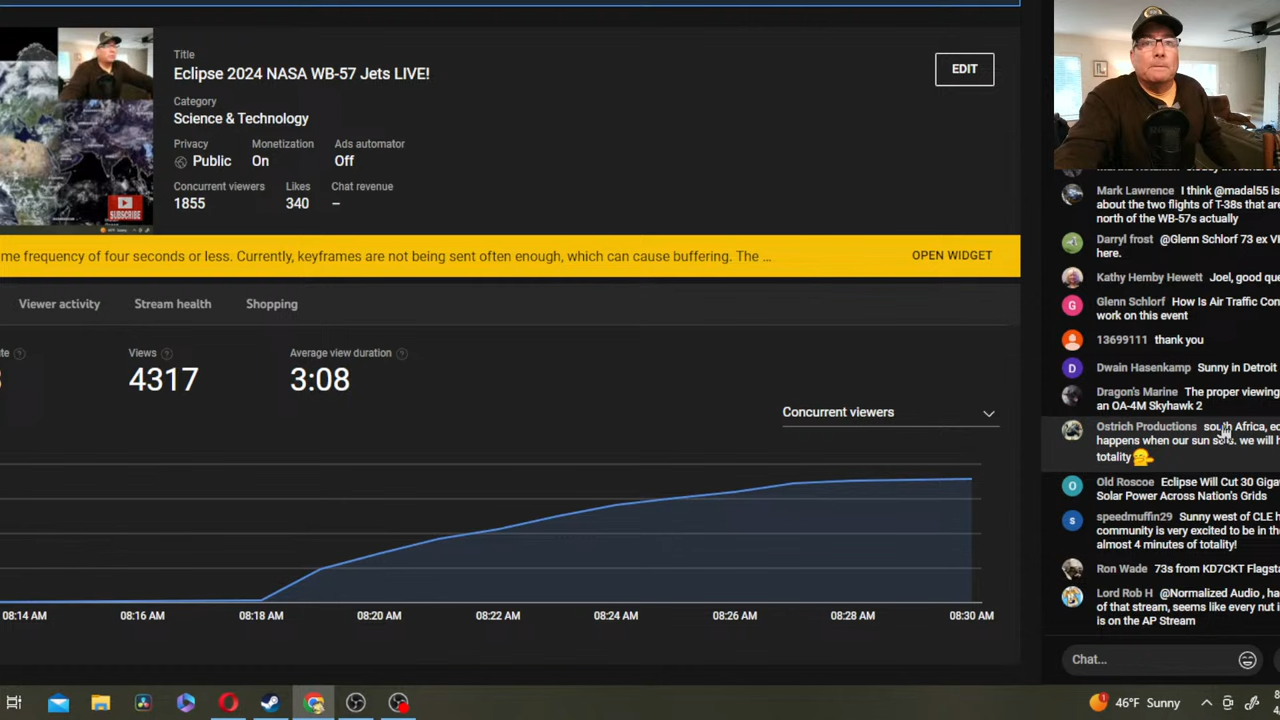 Title
Eclipse 2024 NASA WB-57 Jets LIVE!
EDIT
Category
Science & Technology
Privacy Monetization Ads automator
Public On Off
Concurrent viewers Likes Chat revenue
1855 340 –
SUBSCRIBE
me frequency of four seconds or less. Currently, keyframes are not being sent often enough, which can cause buffering. The ...
OPEN WIDGET
Viewer activity Stream health Shopping
Views Average view duration
4317 3:08
Concurrent viewers
08:14 AM 08:16 AM 08:18 AM 08:20 AM 08:22 AM 08:24 AM 08:26 AM 08:28 AM 08:30 AM
Mark Lawrence I think @madal55 is
about the two flights of T-38s that are
north of the WB-57s actually
Darryl frost @Glenn Schlorf 73 ex
here.
Kathy Hemby Hewett Joel, good que
G
Glenn Schlorf How Is Air Traffic Con
work on this event
13699111 thank you
D
Dwain Hasenkamp Sunny in Detroit
Dragon's Marine The proper viewing
an OA-4M Skyhawk 2
Ostrich Productions south Africa, ec
happens when our sun sets. we will h
totality
O
Old Roscoe Eclipse Will Cut 30 Giga
Solar Power Across Nation's Grids
s
speedmuffin29 Sunny west of CLE h
community is very excited to be in the
almost 4 minutes of totality!
Ron Wade 73s from KD7CKT Flagsta
Lord Rob H @Normalized Audio , ha
of that stream, seems like every nut i
is on the AP Stream
Chat...
1
46°F Sunny